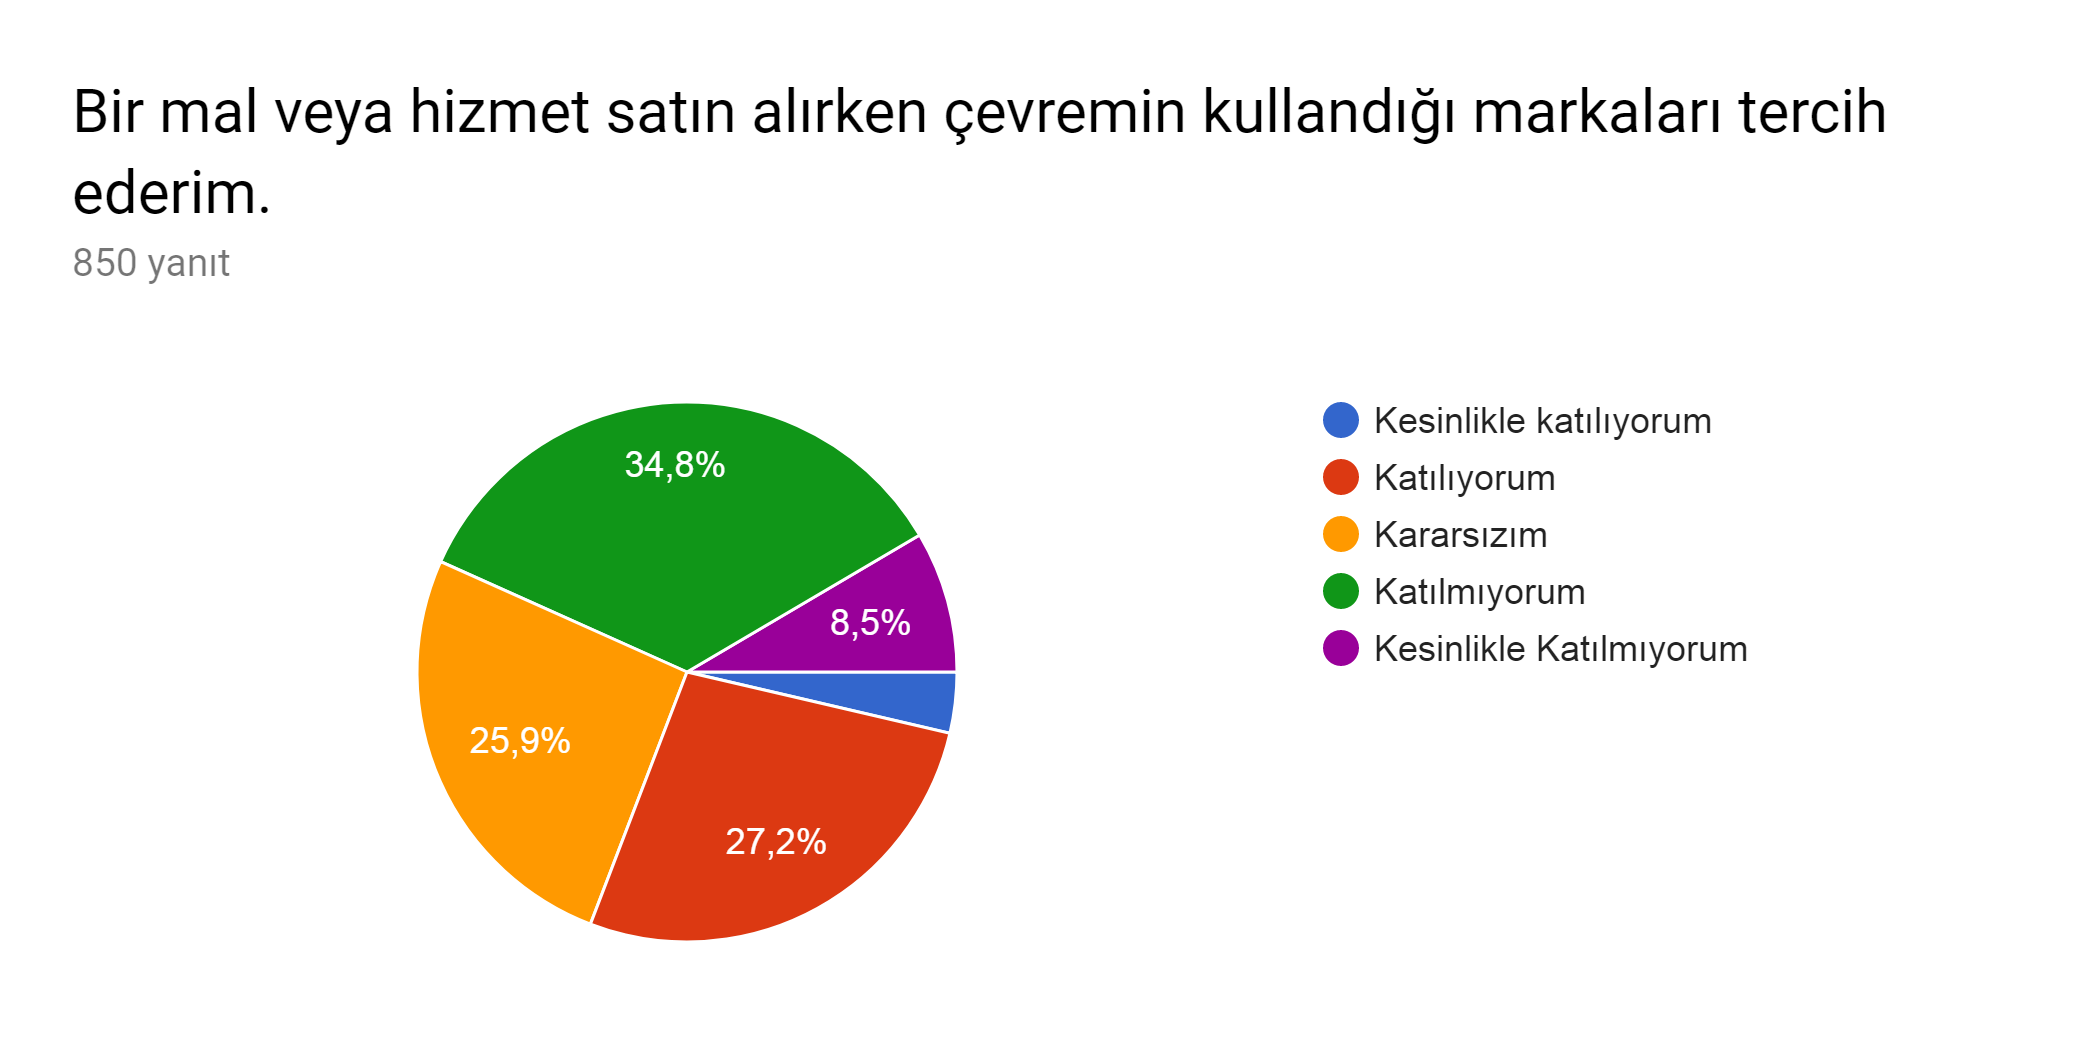 Bir mal veya hizmet satın alırken çevremin kullandığı markaları tercih
ederim.
850 yanıt
34,8%
8,5%
25,9%
27,2%
Kesinlikle katılıyorum
Katılıyorum
Kararsızım
Katılmıyorum
Kesinlikle Katılmıyorum